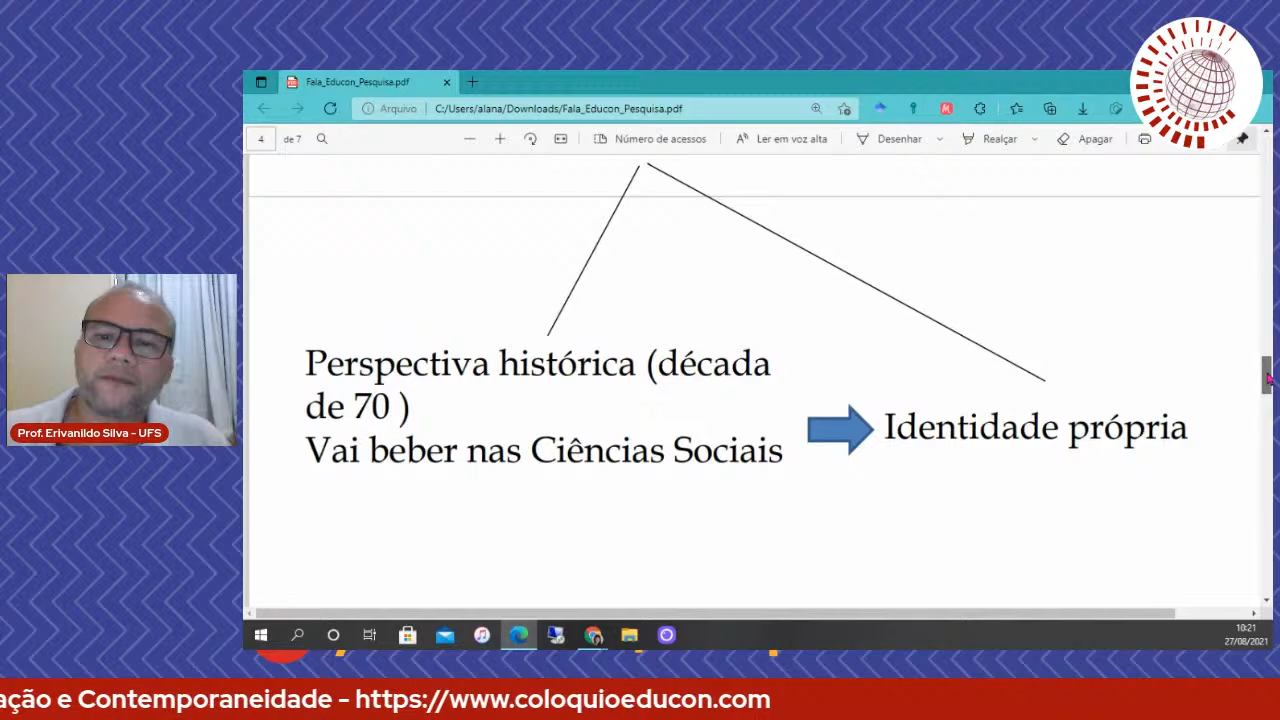 Fala_Educon_Pesquisa.pdf
Arquivo
C:/Users/alana/Downloads/Fala_Educon_Pesquisa.pdf
4 de 7
Número de acessos
Ler em voz alta
Desenhar
Realçar
Apagar
Perspectiva histórica (década
de 70 )
Vai beber nas Ciências Sociais
Identidade própria
Prof. Erivanildo Silva - UFS
10:21
27/08/2021
ação e Contemporaneidade - https://www.coloquioeducon.com